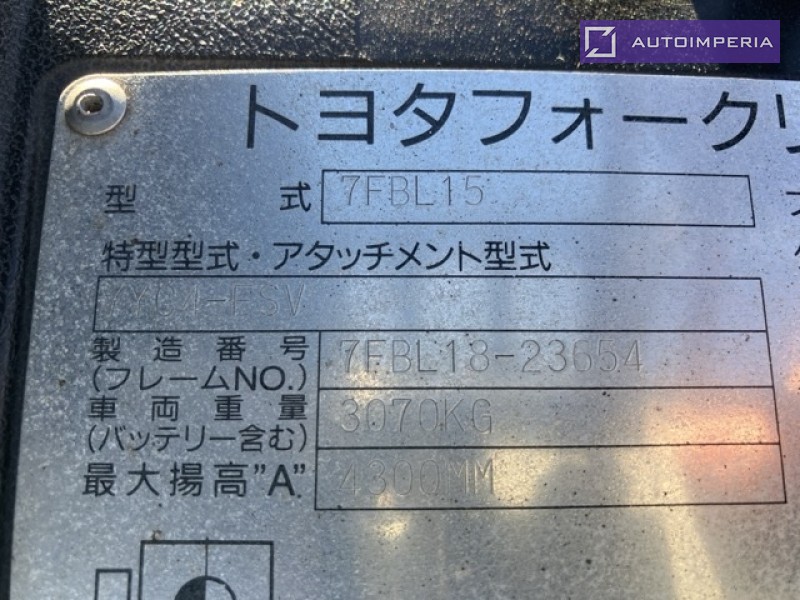 AUTOIMPERIA
トヨタフォークリ
型式 7FBL15
特型型式・アタッチメント型式
YC4-FSV
製造番号 7FBL18-23654
(フレームNO.)
車両重量 3070KG
(バッテリー含む)
最大揚高"A" 4300MM